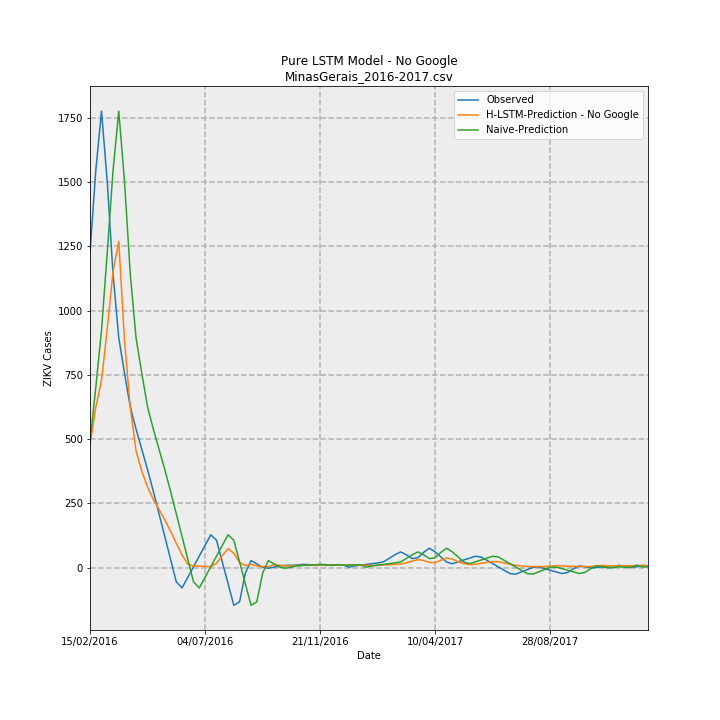 Pure LSTM Model - No Google
MinasGerais_2016-2017.csv
Observed
H-LSTM-Prediction - No Google
Naive-Prediction
1750
1500
1250
1000
750
500
250
0
ZIKV Cases
15/02/2016
04/07/2016
21/11/2016
10/04/2017
28/08/2017
Date